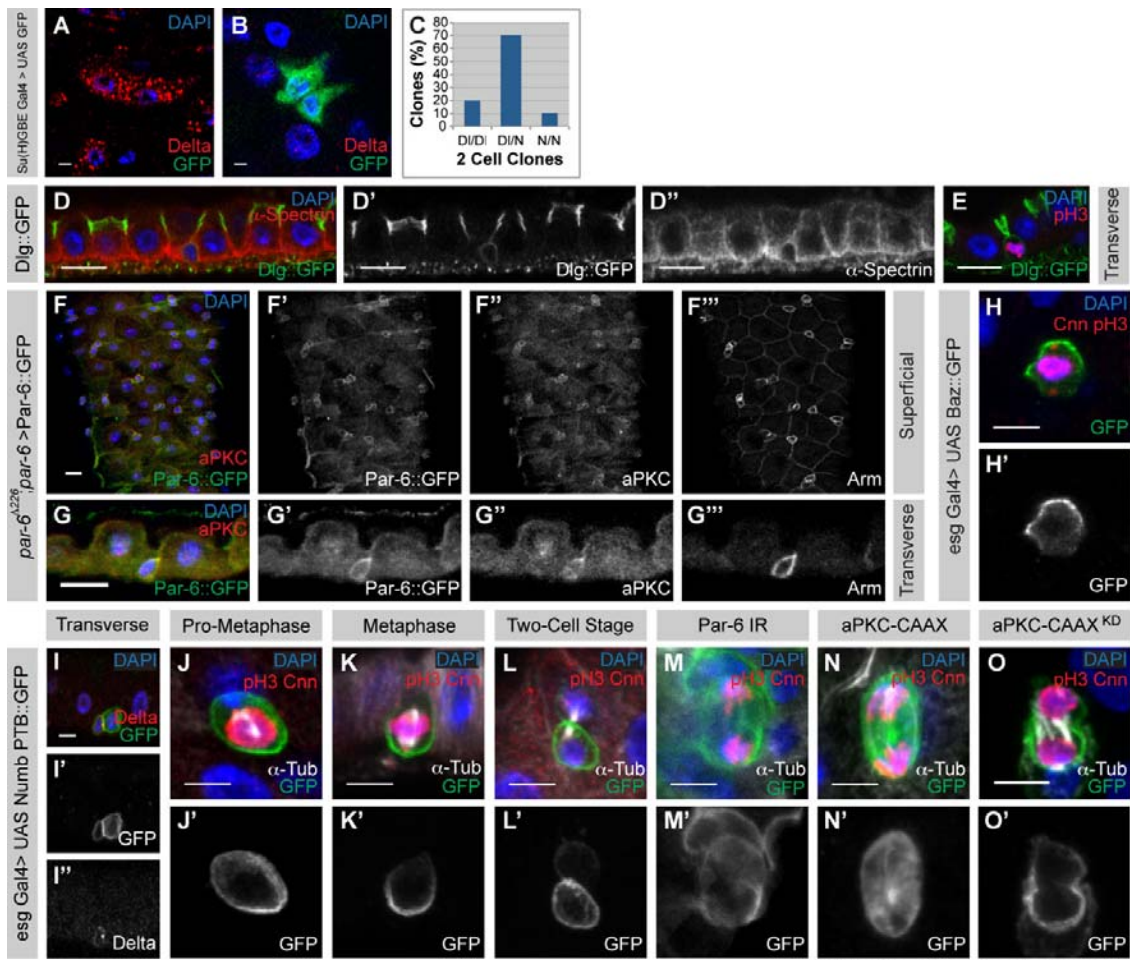 Su(H)GBE Gal4 > UAS GFP
A
DAPI
Delta
GFP
B
DAPI
Delta
GFP
C
Clones (%)
80
70
60
50
40
30
20
10
0
Dl/Dl
Dl/N
N/N
2 Cell Clones
Dlg::GFP
D
DAPI
-Spectrin
Dlg::GFP
D'
Dlg::GFP
D''
α-Spectrin
E
DAPI
pH3
Dlg::GFP
Transverse
par-6Δ226;par-6 >Par-6::GFP
F
DAPI
aPKC
Par-6::GFP
F'
Par-6::GFP
F''
aPKC
F'''
Arm
Superficial
G
DAPI
aPKC
Par-6::GFP
G'
Par-6::GFP
G''
aPKC
G'''
Arm
Transverse
esg Gal4> UAS Baz::GFP
H
DAPI
Cnn pH3
GFP
H'
GFP
esg Gal4> UAS Numb PTB::GFP
Transverse
Pro-Metaphase
Metaphase
Two-Cell Stage
Par-6 IR
aPKC-CAAX
aPKC-CAAX KD
I
DAPI
Delta
GFP
I'
GFP
I''
Delta
J
DAPI
pH3 Cnn
α-Tub
GFP
K
DAPI
pH3 Cnn
α-Tub
GFP
L
DAPI
pH3 Cnn
α-Tub
GFP
M
DAPI
pH3 Cnn
α-Tub
GFP
N
DAPI
pH3 Cnn
α-Tub
GFP
O
DAPI
pH3 Cnn
α-Tub
GFP
J'
GFP
K'
GFP
L'
GFP
M'
GFP
N'
GFP
O'
GFP